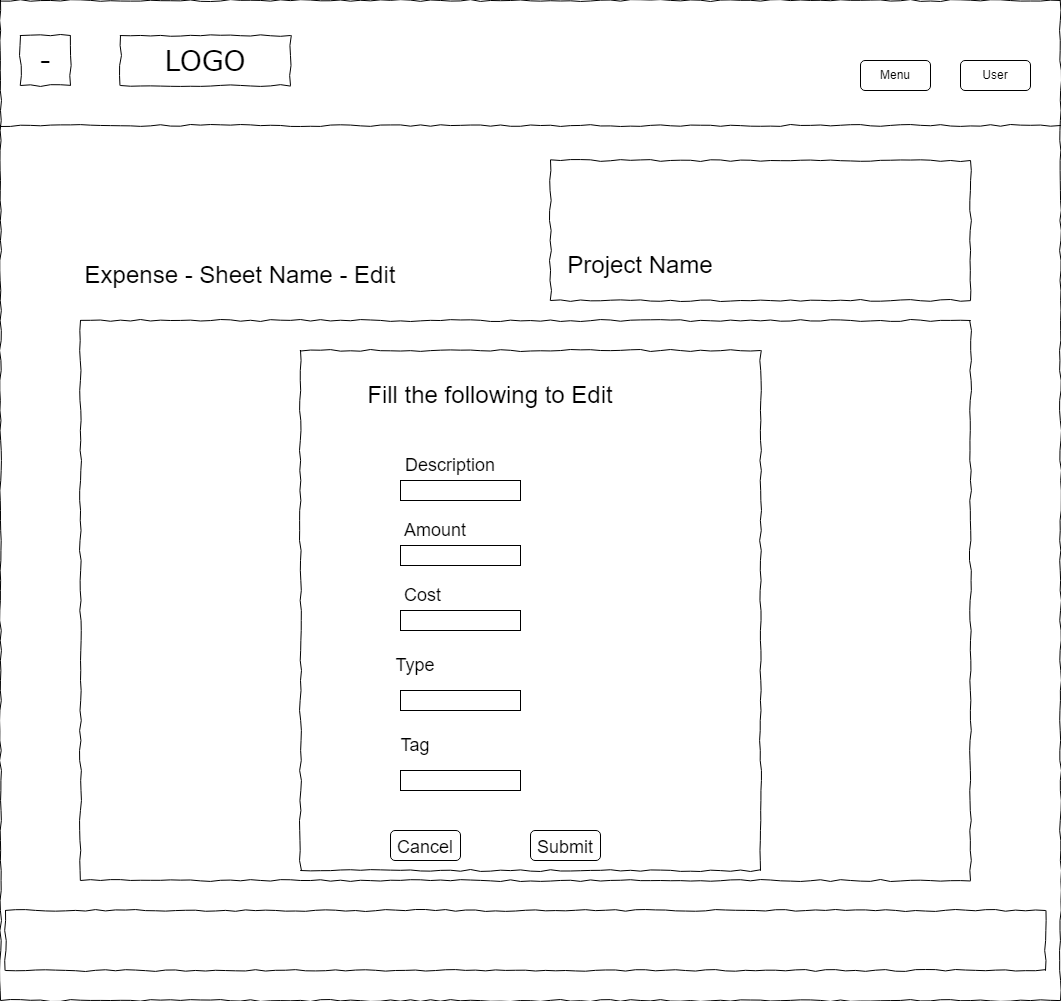 -
LOGO
Menu
User
Project Name
Expense - Sheet Name - Edit
Fill the following to Edit
Description
Amount
Cost
Type
Tag
Cancel
Submit